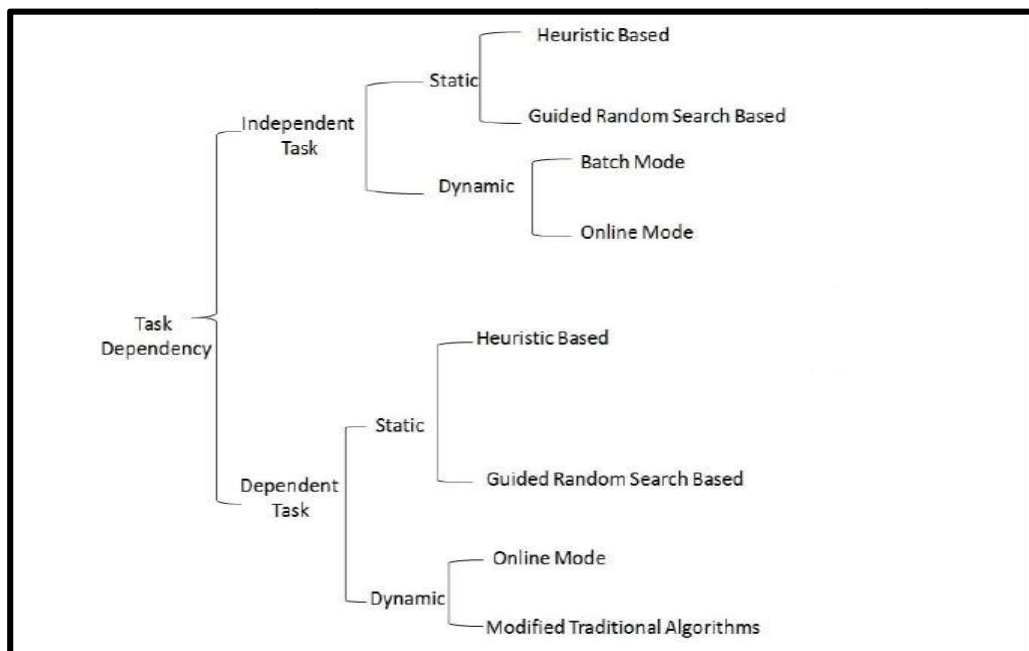 Heuristic Based
Static
Guided Random Search Based
Independent
Task
Batch Mode
Dynamic
Online Mode
Task
Dependency
Heuristic Based
Static
Guided Random Search Based
Dependent
Task
Online Mode
Dynamic
Modified Traditional Algorithms